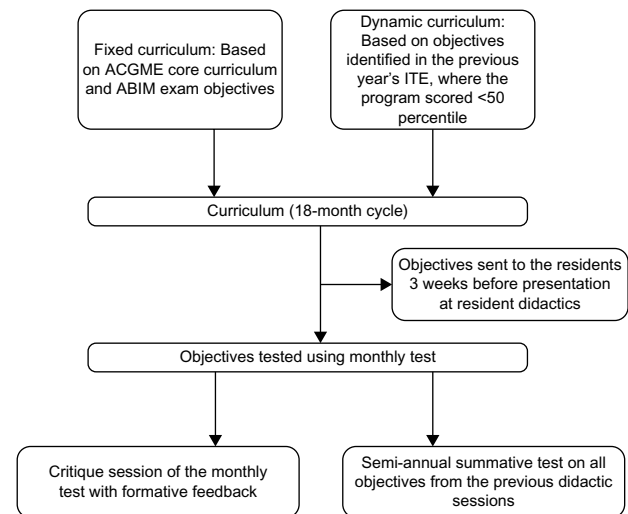 Fixed curriculum: Based
on ACGME core curriculum
and ABIM exam objectives
Dynamic curriculum:
Based on objectives
identified in the previous
year's ITE, where the
program scored <50
percentile
Curriculum (18-month cycle)
Objectives sent to the residents
3 weeks before presentation
at resident didactics
Objectives tested using monthly test
Critique session of the monthly
test with formative feedback
Semi-annual summative test on all
objectives from the previous didactic
sessions